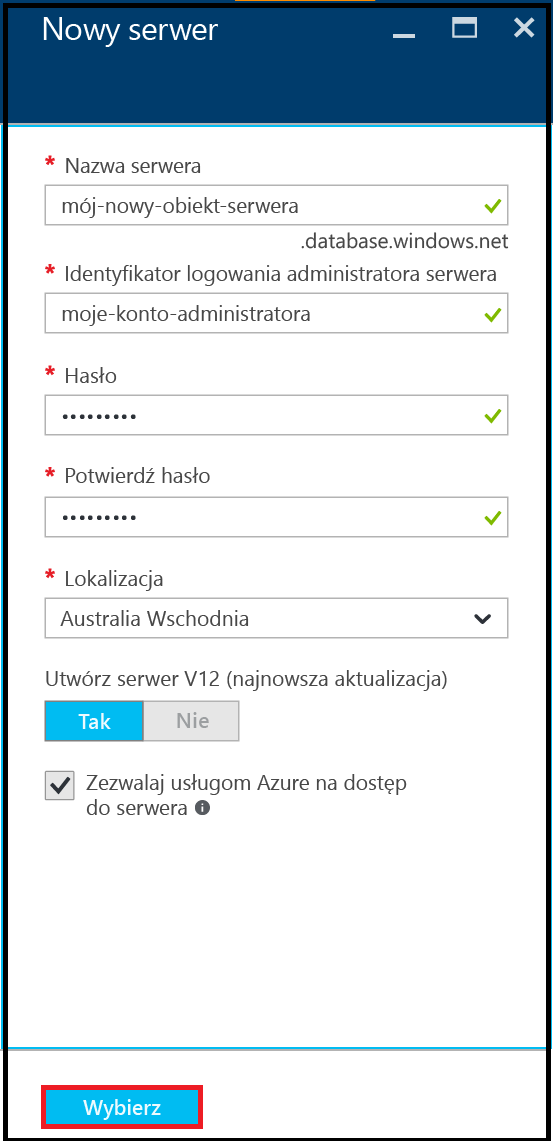 Nowy serwer
* Nazwa serwera
mój-nowy-obiekt-serwera
.database.windows.net
* Identyfikator logowania administratora serwera
moje-konto-administratora
* Hasło
•••••••••
* Potwierdź hasło
•••••••••
* Lokalizacja
Australia Wschodnia
Utwórz serwer V12 (najnowsza aktualizacja)
Tak Nie
Zezwalaj usługom Azure na dostęp
do serwera
Wybierz